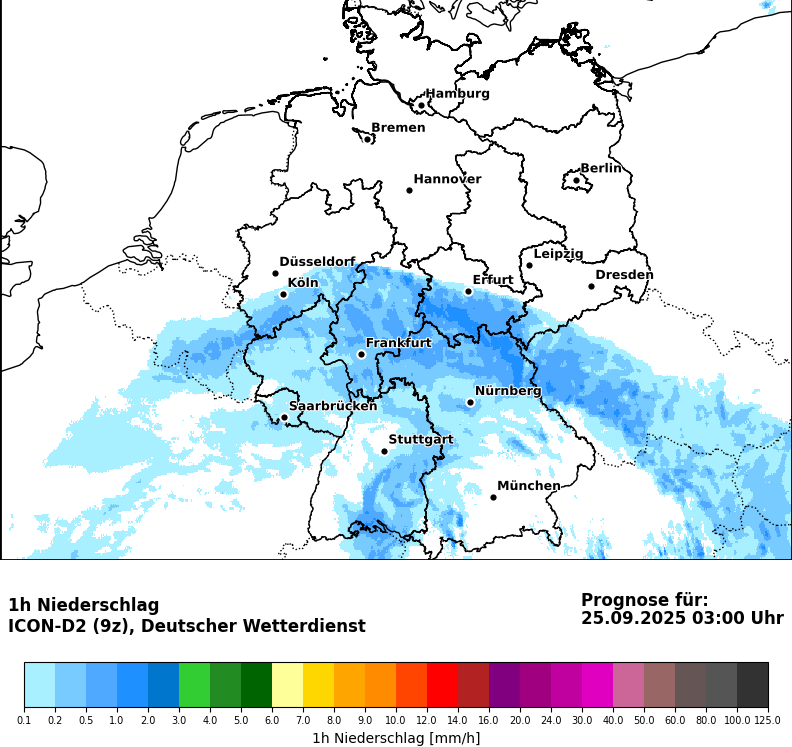 Hamburg
Bremen
Berlin
Hannover
Leipzig
Düsseldorf
Dresden
Köln
Erfurt
Frankfurt
Nürnberg
Saarbrücken
Stuttgart
München
1h Niederschlag
ICON-D2 (9z), Deutscher Wetterdienst
Prognose für:
25.09.2025 03:00 Uhr
0.1 0.2 0.5 1.0 2.0 3.0 4.0 5.0 6.0 7.0 8.0 9.0 10.0 12.0 14.0 16.0 20.0 24.0 30.0 40.0 50.0 60.0 80.0 100.0 125.0
1h Niederschlag [mm/h]